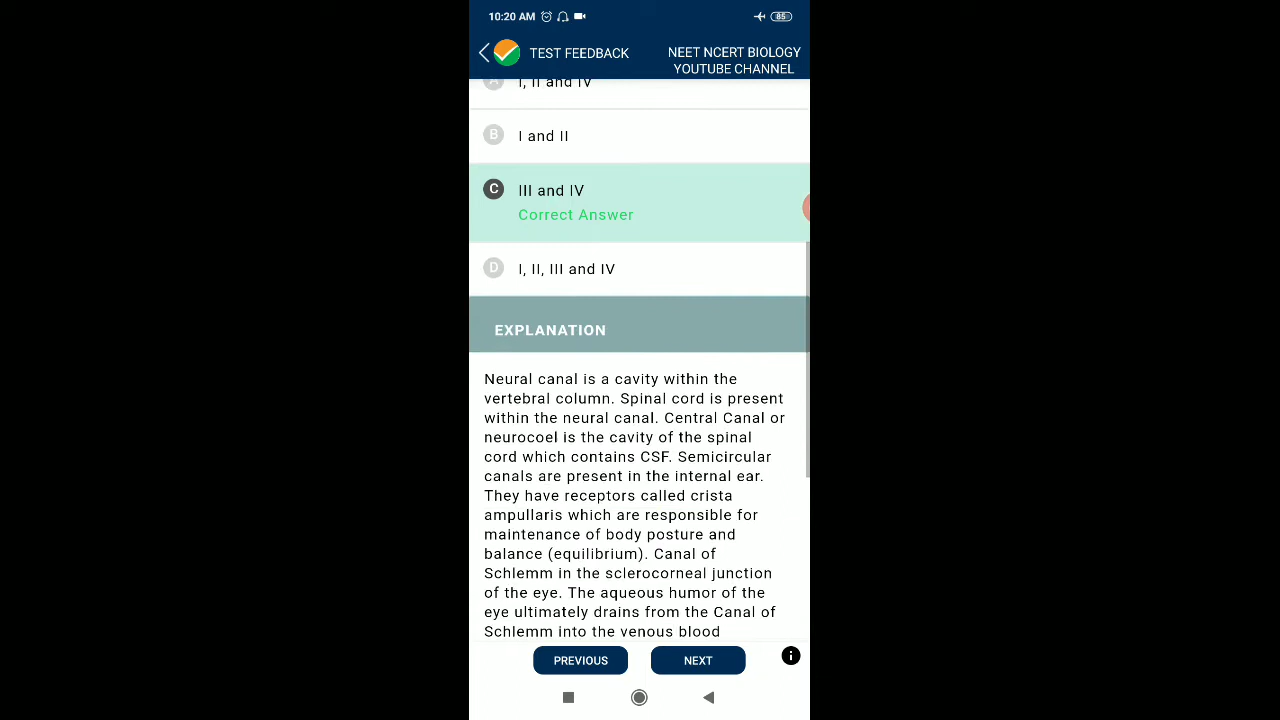 10:20 AM
85
TEST FEEDBACK
NEET NCERT BIOLOGY
YOUTUBE CHANNEL
A I, II and IV
B I and II
C III and IV
Correct Answer
D I, II, III and IV
EXPLANATION
Neural canal is a cavity within the
vertebral column. Spinal cord is present
within the neural canal. Central Canal or
neurocoel is the cavity of the spinal
cord which contains CSF. Semicircular
canals are present in the internal ear.
They have receptors called crista
ampullaris which are responsible for
maintenance of body posture and
balance (equilibrium). Canal of
Schlemm in the sclerocorneal junction
of the eye. The aqueous humor of the
eye ultimately drains from the Canal of
Schlemm into the venous blood
PREVIOUS
NEXT